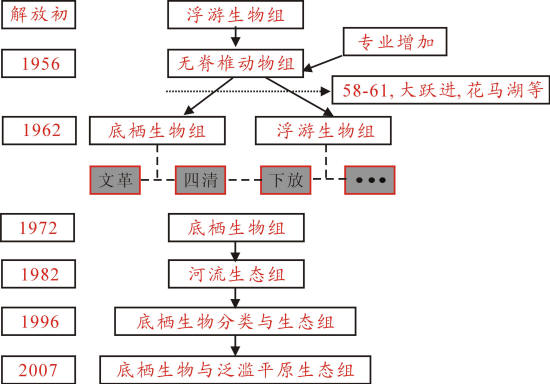 解放初
浮游生物组
专业增加
1956
无脊椎动物组
58-61,大跃进,花马湖等
1962
底栖生物组
浮游生物组
文革
四清
下放
•••
1972
底栖生物组
1982
河流生态组
1996
底栖生物分类与生态组
2007
底栖生物与泛滥平原生态组